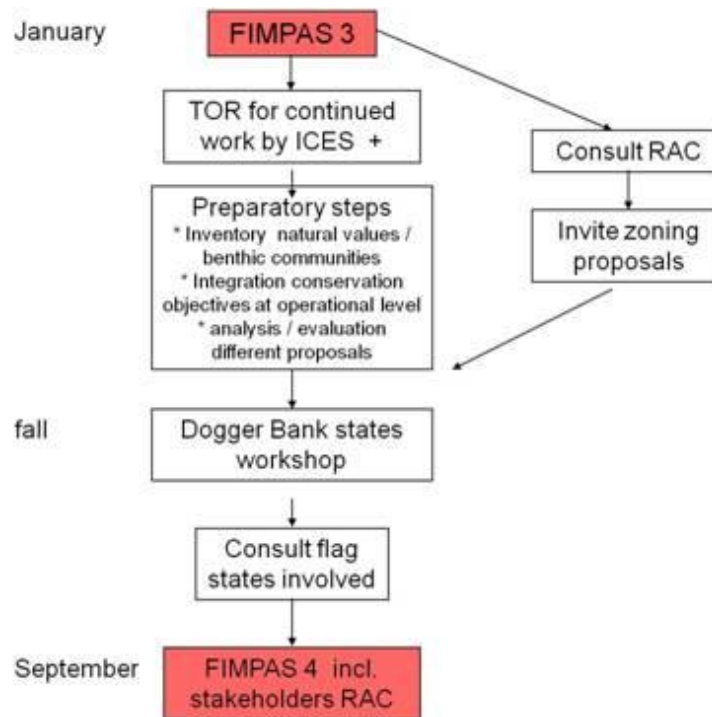 January
FIMPAS 3
TOR for continued
work by ICES +
Consult RAC
Preparatory steps
* Inventory natural values /
benthic communities
* Integration conservation
objectives at operational level
* analysis / evaluation
different proposals
Invite zoning
proposals
fall
Dogger Bank states
workshop
Consult flag
states involved
September
FIMPAS 4 incl.
stakeholders RAC